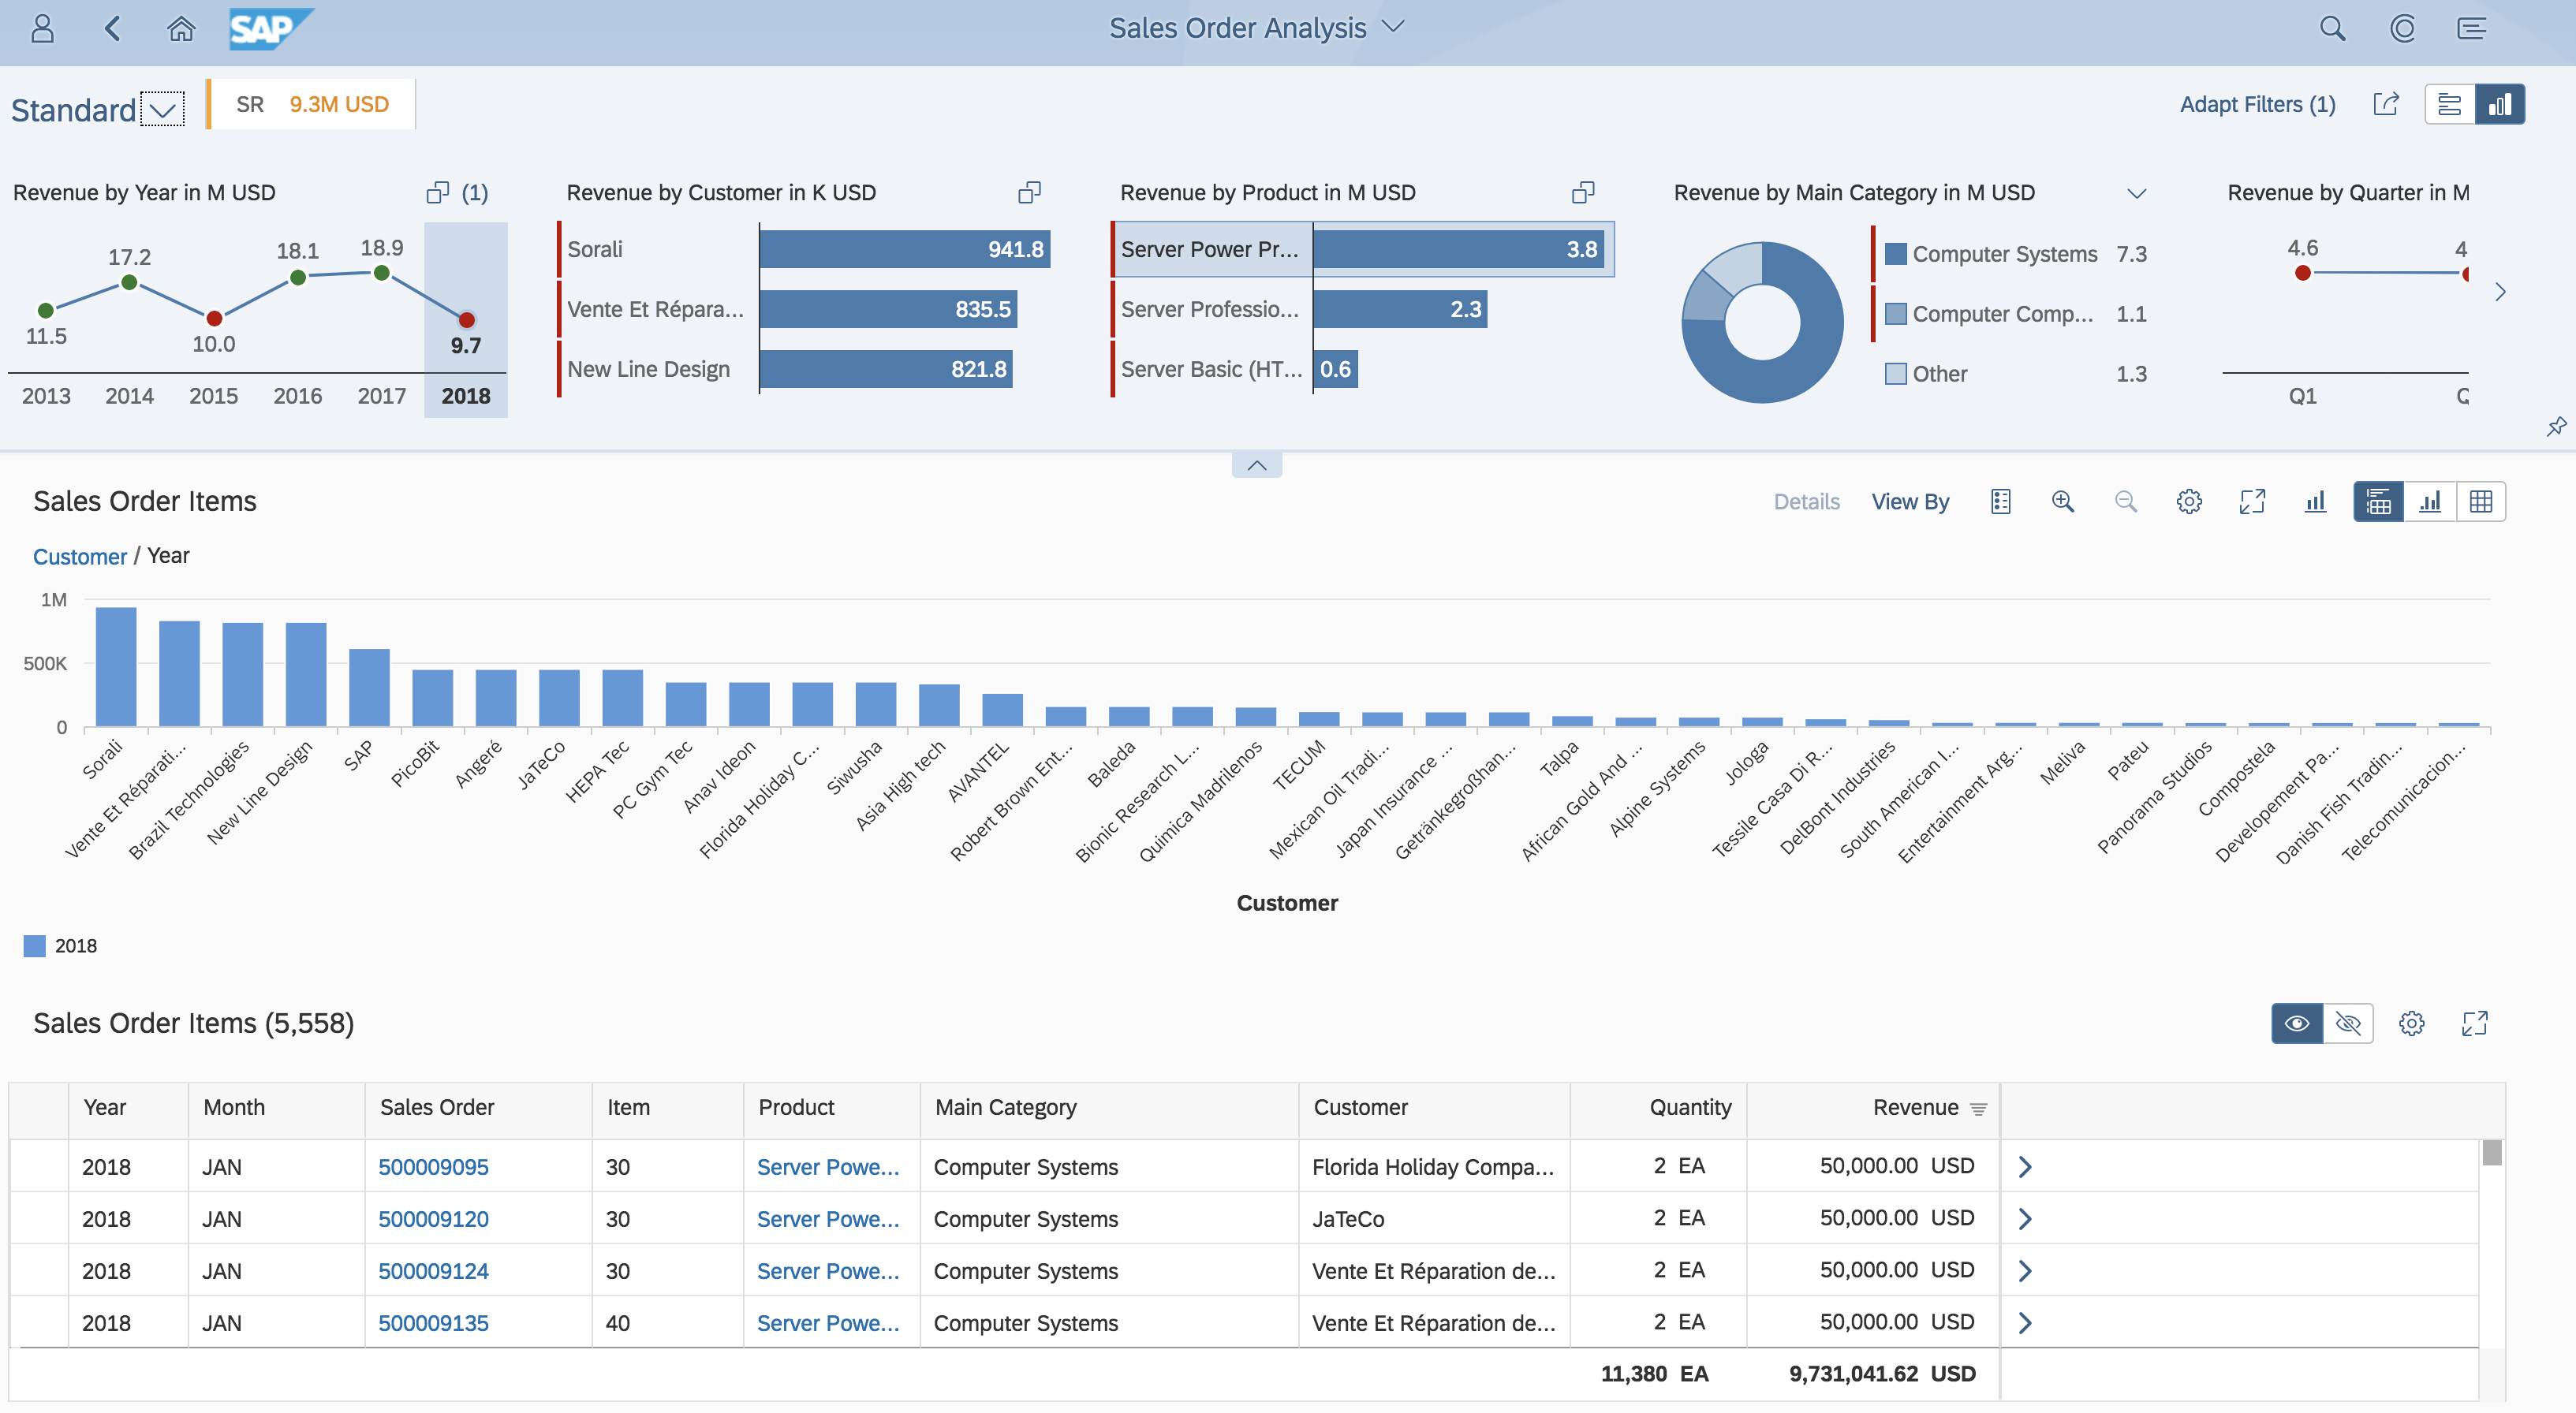 SAP
Sales Order Analysis
Standard
SR 9.3M USD
Adapt Filters (1)
Revenue by Year in M USD (1)
11.5 17.2 10.0 18.1 18.9 9.7
2013 2014 2015 2016 2017 2018
Revenue by Customer in K USD
Sorali 941.8
Vente Et Répara... 835.5
New Line Design 821.8
Revenue by Product in M USD
Server Power Pr... 3.8
Server Professio... 2.3
Server Basic (HT... 0.6
Revenue by Main Category in M USD
Computer Systems 7.3
Computer Comp... 1.1
Other 1.3
Revenue by Quarter in M
4.6 4
Q1
Sales Order Items
Details View By
Customer / Year
1M
500K
0
Sorali
Vente Et Réparati...
Brazil Technologies
New Line Design
SAP
PicoBit
Angeré
JaTeCo
HEPA Tec
PC Gym Tec
Anav Ideon
Florida Holiday C...
Siwusha
Asia High tech
AVANTEL
Robert Brown Ent...
Baleda
Bionic Research L...
Quimica Madrilenos
TECUM
Mexican Oil Tradi...
Japan Insurance ...
Getränkegroßhan...
Talpa
African Gold And ...
Alpine Systems
Jologa
Tessile Casa Di R...
DelBont Industries
South American I...
Entertainment Arg...
Meliva
Pateu
Panorama Studios
Compostela
Developement Pa...
Danish Fish Tradin...
Telecomunicacion...
Customer
2018
Sales Order Items (5,558)
Year Month Sales Order Item Product Main Category Customer Quantity Revenue
2018 JAN 500009095 30 Server Powe... Computer Systems Florida Holiday Compa... 2 EA 50,000.00 USD
2018 JAN 500009120 30 Server Powe... Computer Systems JaTeCo 2 EA 50,000.00 USD
2018 JAN 500009124 30 Server Powe... Computer Systems Vente Et Réparation de... 2 EA 50,000.00 USD
2018 JAN 500009135 40 Server Powe... Computer Systems Vente Et Réparation de... 2 EA 50,000.00 USD
11,380 EA 9,731,041.62 USD